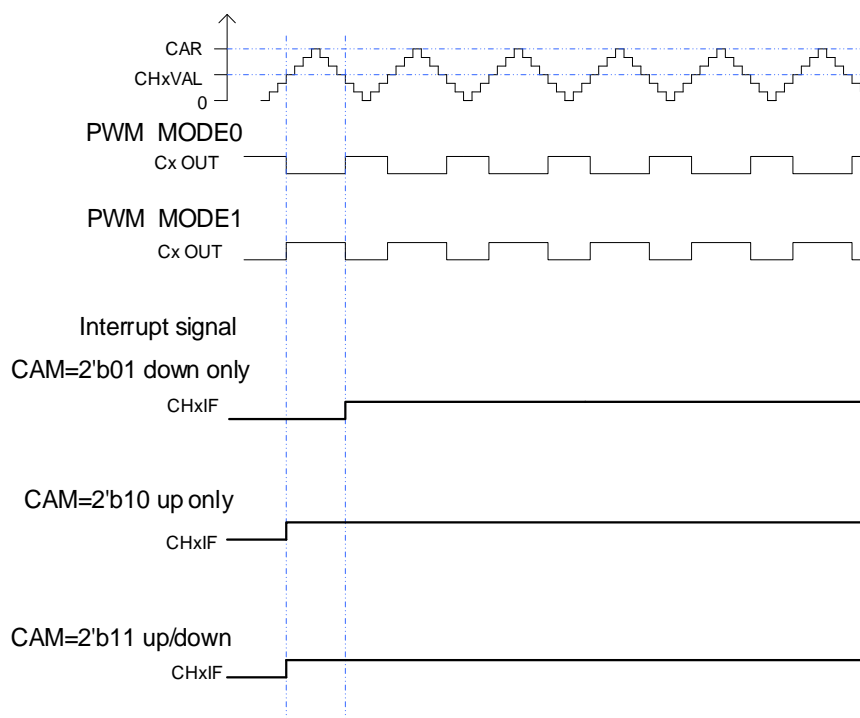 CAR
CHxVAL
0
PWM MODE0
Cx OUT
PWM MODE1
Cx OUT
Interrupt signal
CAM=2'b01 down only
CHxIF
CAM=2'b10 up only
CHxIF
CAM=2'b11 up/down
CHxIF